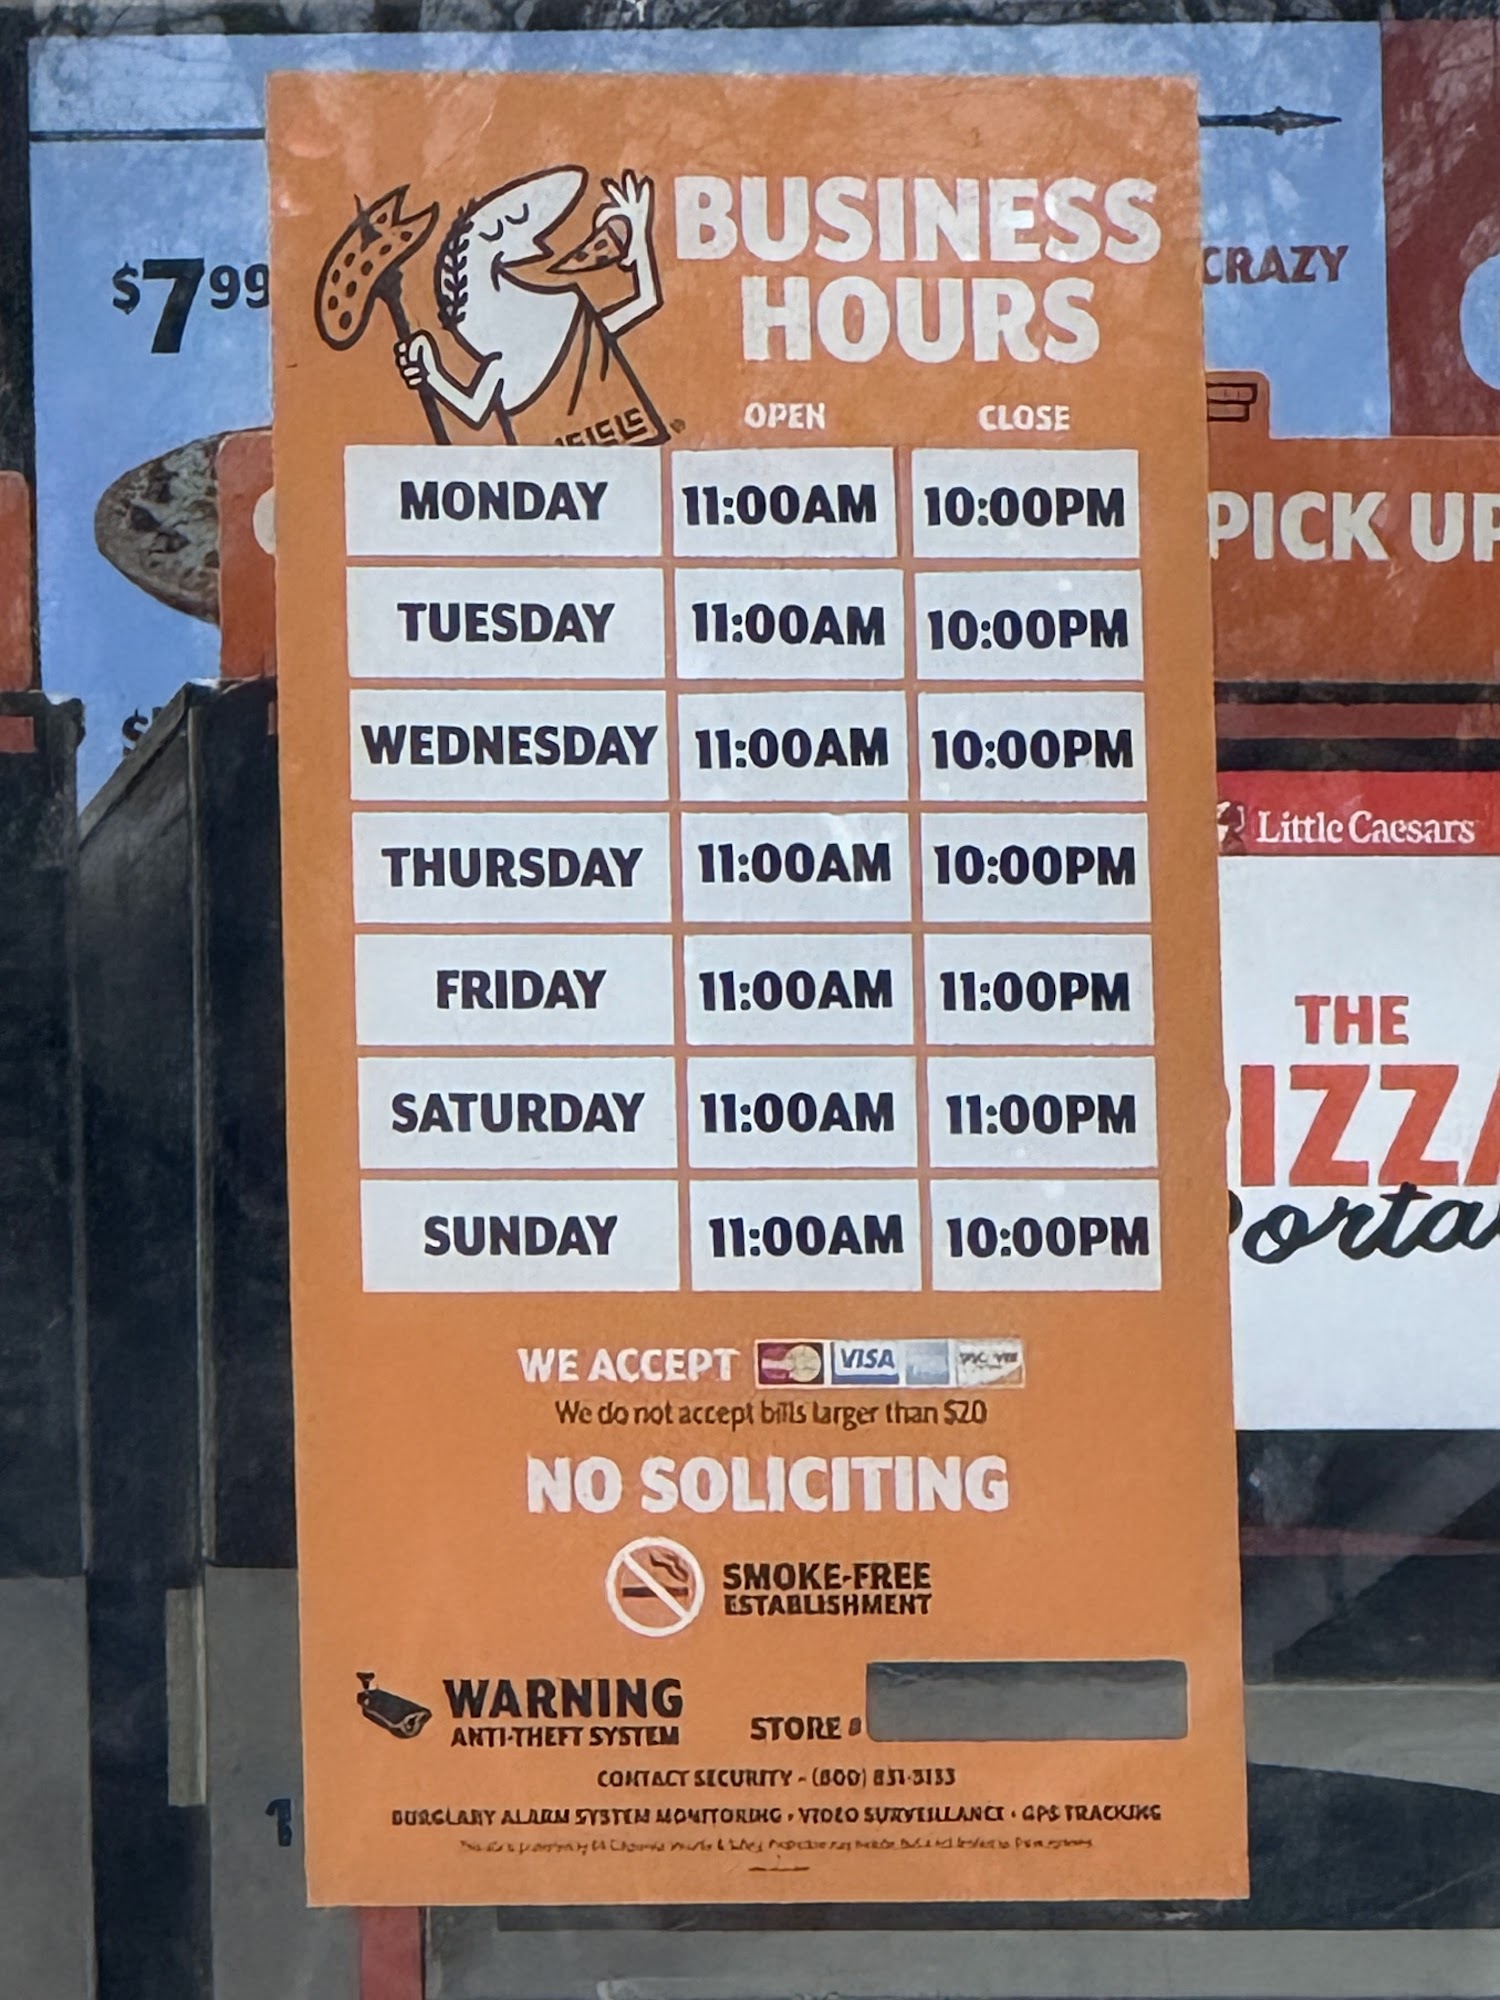 $7⁹⁹
CRAZY
BUSINESS
HOURS
OPEN CLOSE
MONDAY 11:00AM 10:00PM
TUESDAY 11:00AM 10:00PM
WEDNESDAY 11:00AM 10:00PM
THURSDAY 11:00AM 10:00PM
FRIDAY 11:00AM 11:00PM
SATURDAY 11:00AM 11:00PM
SUNDAY 11:00AM 10:00PM
WE ACCEPT VISA
We do not accept bills larger than $20
NO SOLICITING
SMOKE-FREE
ESTABLISHMENT
WARNING
ANTI-THEFT SYSTEM
STORE #
CONTACT SECURITY - (800) 831-3133
BURGLARY ALARM SYSTEM MONITORING • VIDEO SURVEILLANCE • GPS TRACKING
PICK UP
Little Caesars
THE
IZZA
orta